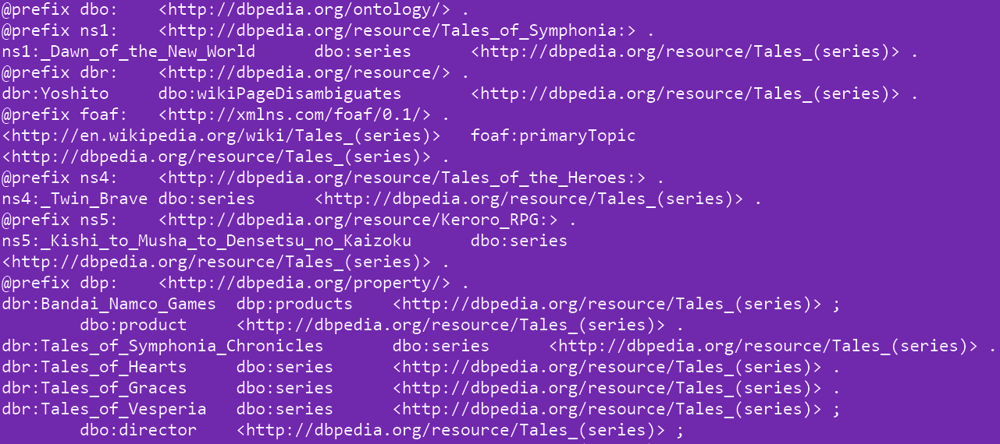 @prefix dbo:	<http://dbpedia.org/ontology/> .
@prefix ns1:	<http://dbpedia.org/resource/Tales_of_Symphonia:> .
ns1:_Dawn_of_the_New_World	dbo:series	<http://dbpedia.org/resource/Tales_(series)> .
@prefix dbr:	<http://dbpedia.org/resource/> .
dbr:Yoshito	dbo:wikiPageDisambiguates	<http://dbpedia.org/resource/Tales_(series)> .
@prefix foaf:	<http://xmlns.com/foaf/0.1/> .
<http://en.wikipedia.org/wiki/Tales_(series)>	foaf:primaryTopic
<http://dbpedia.org/resource/Tales_(series)> .
@prefix ns4:	<http://dbpedia.org/resource/Tales_of_the_Heroes:> .
ns4:_Twin_Brave	dbo:series	<http://dbpedia.org/resource/Tales_(series)> .
@prefix ns5:	<http://dbpedia.org/resource/Keroro_RPG:> .
ns5:_Kishi_to_Musha_to_Densetsu_no_Kaizoku	dbo:series
<http://dbpedia.org/resource/Tales_(series)> .
@prefix dbp:	<http://dbpedia.org/property/> .
dbr:Bandai_Namco_Games	dbp:products	<http://dbpedia.org/resource/Tales_(series)> ;
	dbo:product	<http://dbpedia.org/resource/Tales_(series)> .
dbr:Tales_of_Symphonia_Chronicles	dbo:series	<http://dbpedia.org/resource/Tales_(series)> .
dbr:Tales_of_Hearts	dbo:series	<http://dbpedia.org/resource/Tales_(series)> .
dbr:Tales_of_Graces	dbo:series	<http://dbpedia.org/resource/Tales_(series)> .
dbr:Tales_of_Vesperia	dbo:series	<http://dbpedia.org/resource/Tales_(series)> ;
	dbo:director	<http://dbpedia.org/resource/Tales_(series)> ;